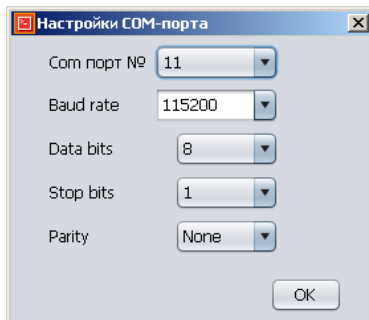 Настройки COM-порта
Com порт № 11
Baud rate 115200
Data bits 8
Stop bits 1
Parity None
OK